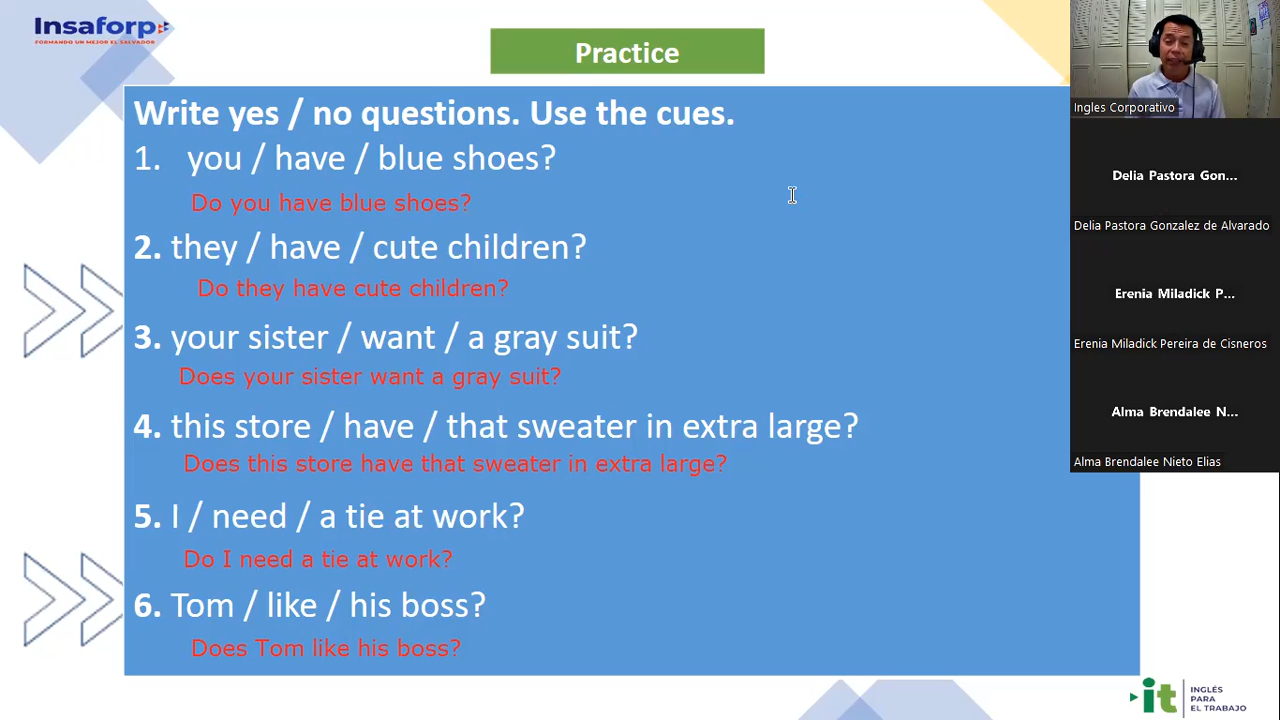 Insaforp
FORMANDO UN MEJOR EL SALVADOR
Practice
Write yes / no questions. Use the cues.
1. you / have / blue shoes?
Do you have blue shoes?
2. they / have / cute children?
Do they have cute children?
3. your sister / want / a gray suit?
Does your sister want a gray suit?
4. this store / have / that sweater in extra large?
Does this store have that sweater in extra large?
5. I / need / a tie at work?
Do I need a tie at work?
6. Tom / like / his boss?
Does Tom like his boss?
Ingles Corporativo
Delia Pastora Gon...
Delia Pastora Gonzalez de Alvarado
Erenia Miladick P...
Erenia Miladick Pereira de Cisneros
Alma Brendalee N...
Alma Brendalee Nieto Elias
it
INGLÉS
PARA
EL TRABAJO